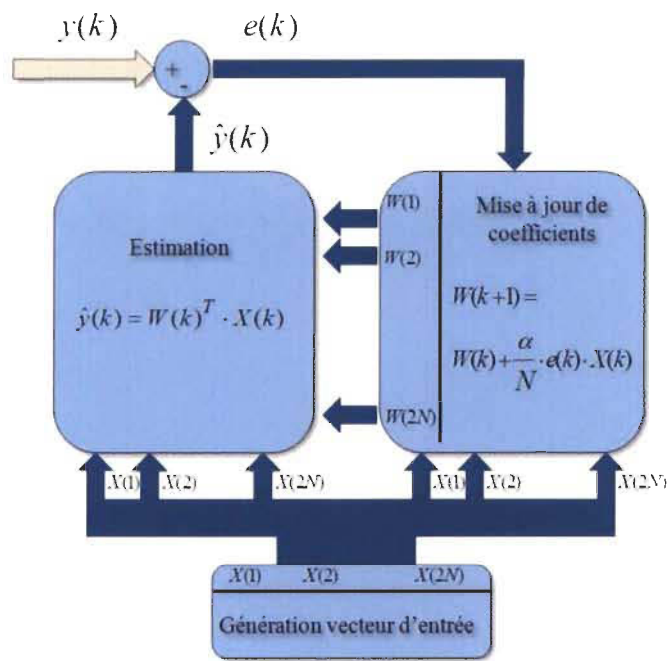 y(k)
e(k)
+
-
ŷ(k)
Estimation
ŷ(k) = W(k)^T · X(k)
W(1)
W(2)
W(2N)
Mise à jour de
coefficients
W(k+1) =
W(k) + α/N · e(k) · X(k)
X(1) X(2) X(2N) X(1) X(2) X(2N)
X(1) X(2) X(2N)
Génération vecteur d'entrée